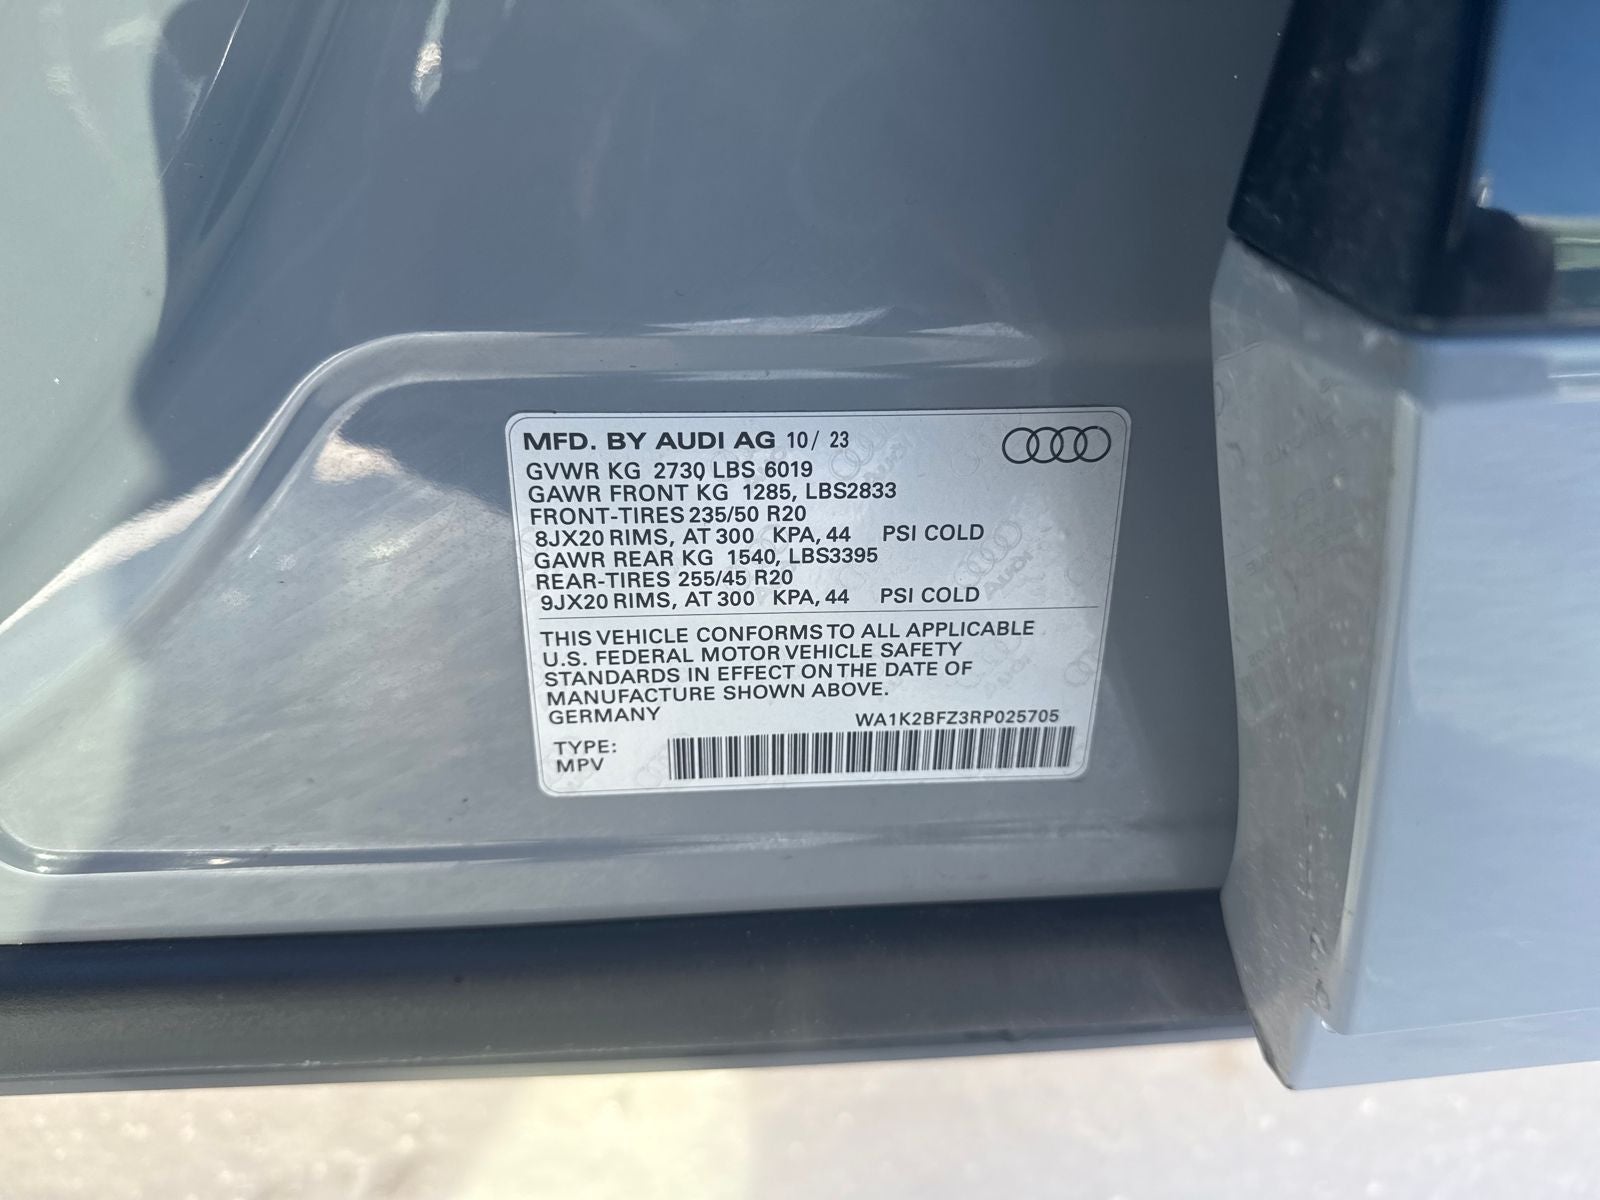 MFD. BY AUDI AG 10/ 23
GVWR KG 2730 LBS 6019
GAWR FRONT KG 1285, LBS2833
FRONT-TIRES 235/50 R20
8JX20 RIMS, AT 300 KPA, 44 PSI COLD
GAWR REAR KG 1540, LBS3395
REAR-TIRES 255/45 R20
9JX20 RIMS, AT 300 KPA, 44 PSI COLD
THIS VEHICLE CONFORMS TO ALL APPLICABLE
U.S. FEDERAL MOTOR VEHICLE SAFETY
STANDARDS IN EFFECT ON THE DATE OF
MANUFACTURE SHOWN ABOVE.
GERMANY WA1K2BFZ3RP025705
TYPE:
MPV